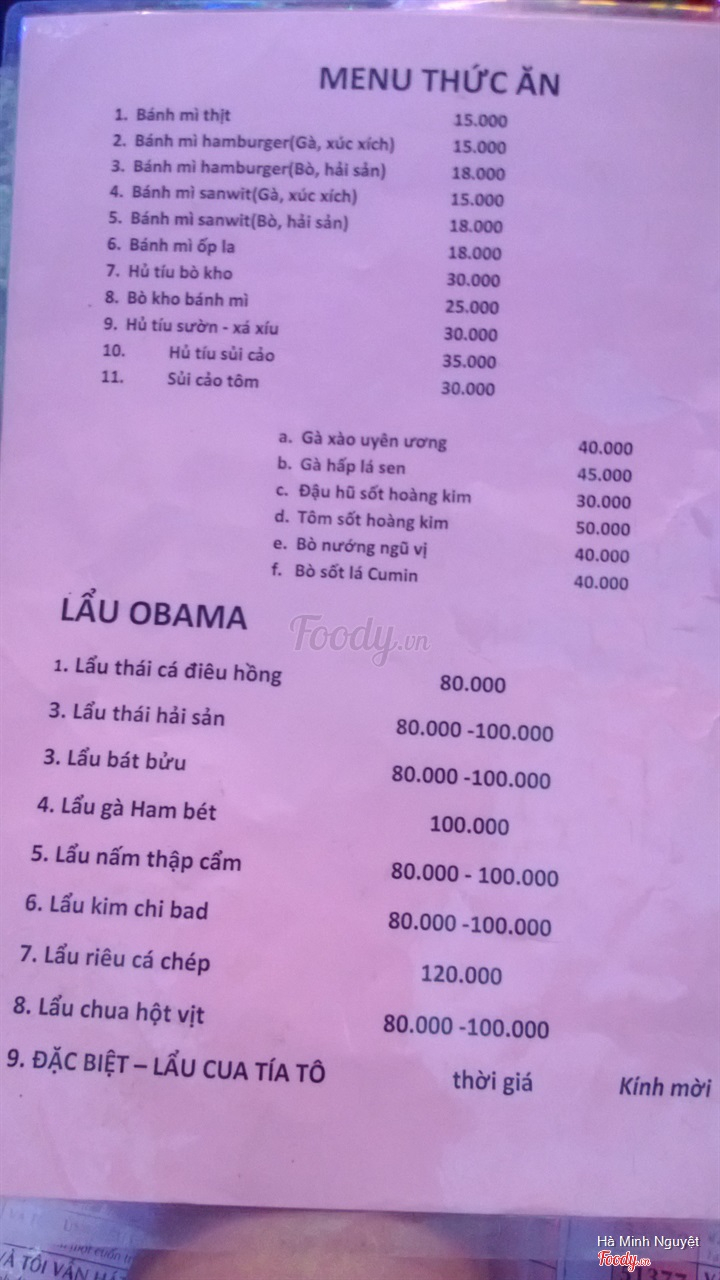 MENU THỨC ĂN
1. Bánh mì thịt 15.000
2. Bánh mì hamburger(Gà, xúc xích) 15.000
3. Bánh mì hamburger(Bò, hải sản) 18.000
4. Bánh mì sanwit(Gà, xúc xích) 15.000
5. Bánh mì sanwit(Bò, hải sản) 18.000
6. Bánh mì ốp la 18.000
7. Hủ tíu bò kho 30.000
8. Bò kho bánh mì 25.000
9. Hủ tíu sườn - xá xíu 30.000
10. Hủ tíu sủi cảo 35.000
11. Sủi cảo tôm 30.000
a. Gà xào uyên ương 40.000
b. Gà hấp lá sen 45.000
c. Đậu hũ sốt hoàng kim 30.000
d. Tôm sốt hoàng kim 50.000
e. Bò nướng ngũ vị 40.000
f. Bò sốt lá Cumin 40.000
LẨU OBAMA
Foody.vn
1. Lẩu thái cá điêu hồng 80.000
3. Lẩu thái hải sản 80.000 -100.000
3. Lẩu bát bửu 80.000 -100.000
4. Lẩu gà Ham bét 100.000
5. Lẩu nấm thập cẩm 80.000 - 100.000
6. Lẩu kim chi bad 80.000 -100.000
7. Lẩu riêu cá chép 120.000
8. Lẩu chua hột vịt 80.000 -100.000
9. ĐẶC BIỆT – LẨU CUA TÍA TÔ thời giá Kính mời
Hà Minh Nguyệt
Foody.vn
TÔI VẪN